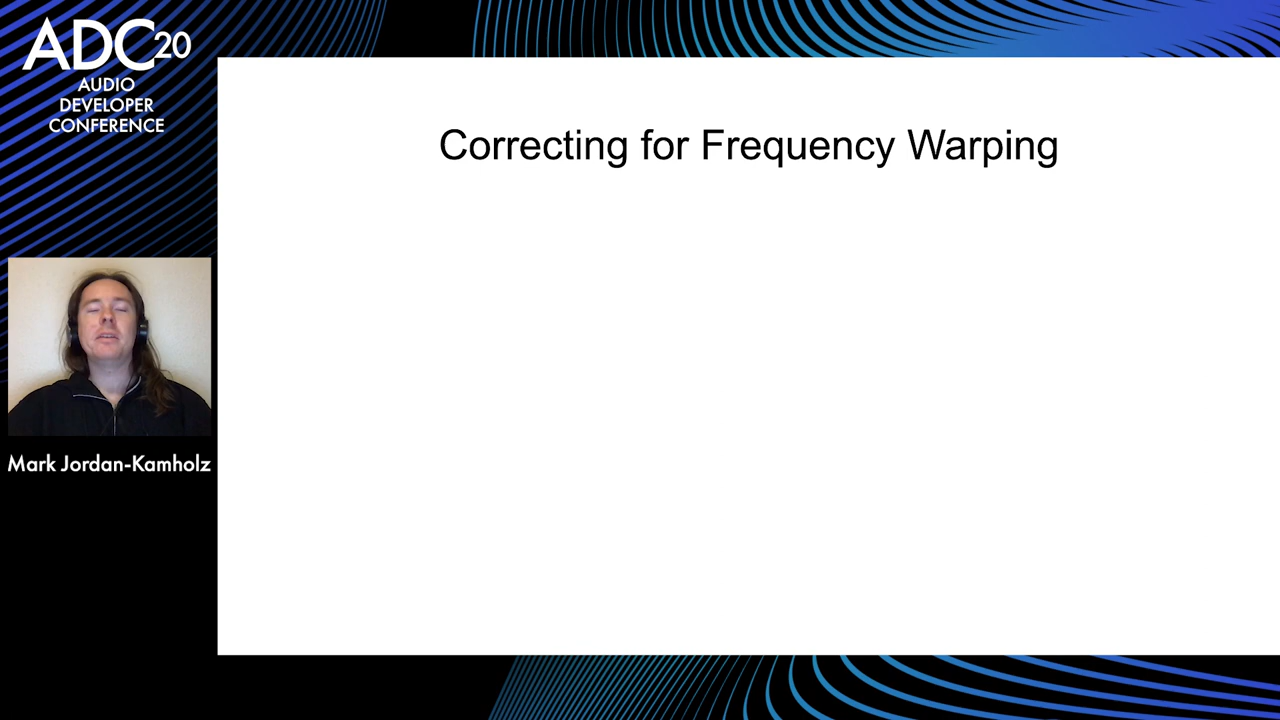 ADC20
AUDIO
DEVELOPER
CONFERENCE
Correcting for Frequency Warping
Mark Jordan-Kamholz